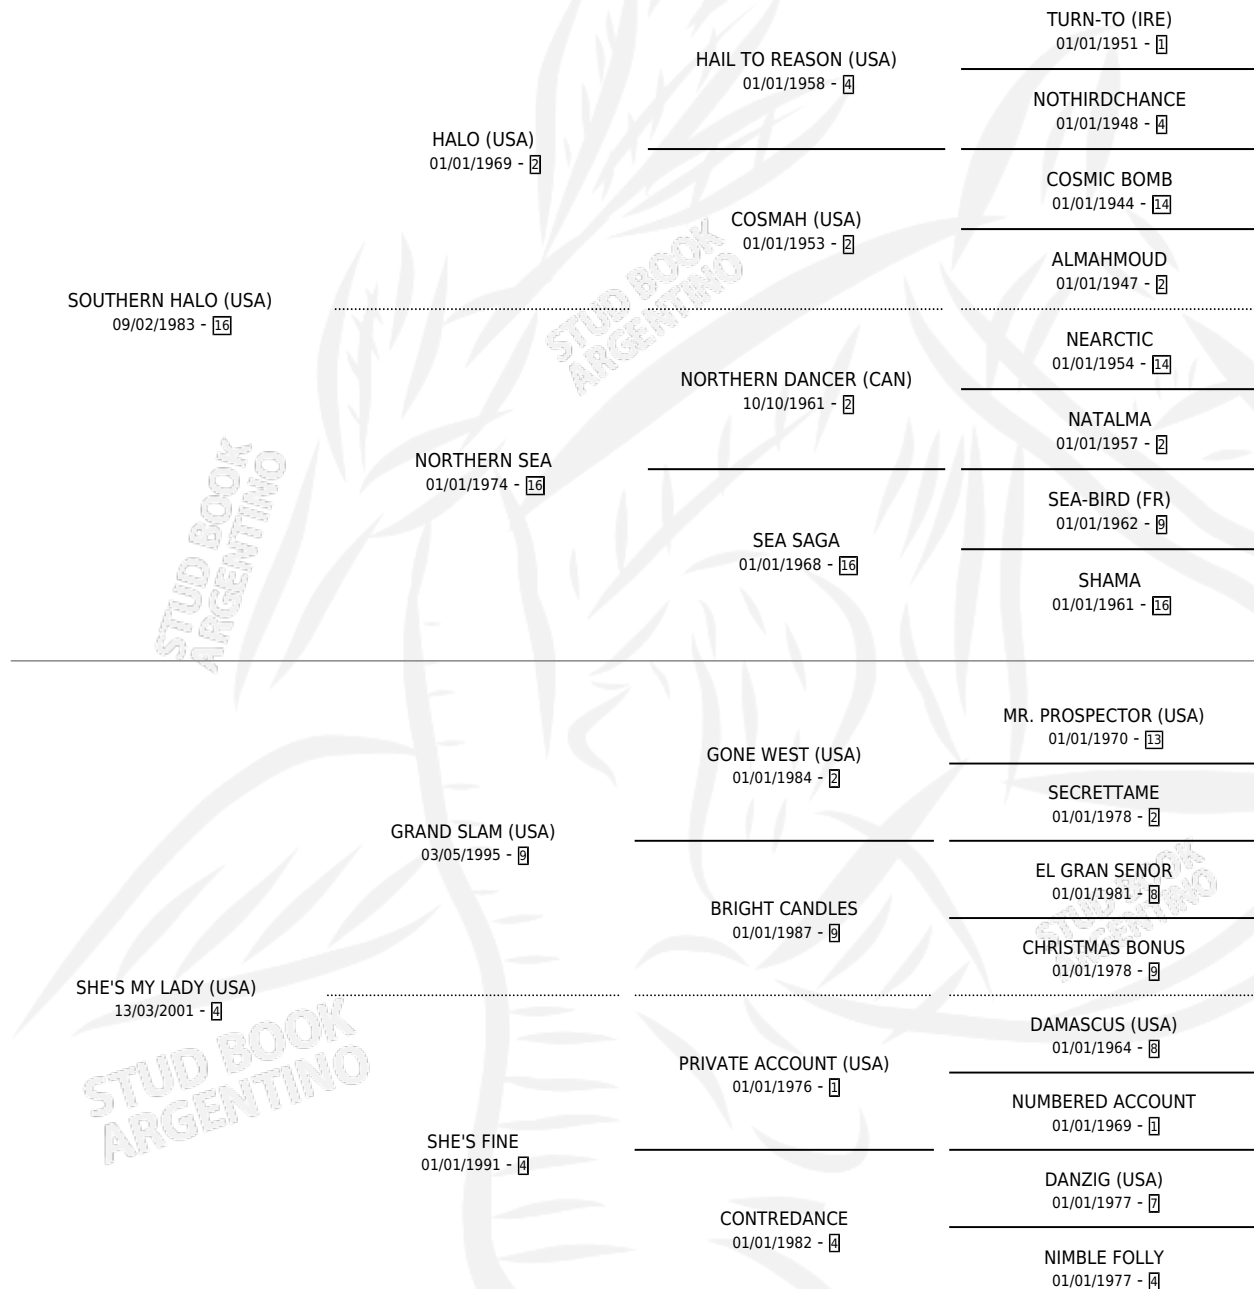 TURN-TO (IRE)
01/01/1951 - 1
HAIL TO REASON (USA)
01/01/1958 - 4
NOTHIRDCHANCE
01/01/1948 - 4
HALO (USA)
01/01/1969 - 2
COSMIC BOMB
01/01/1944 - 14
COSMAH (USA)
01/01/1953 - 2
ALMAHMOUD
01/01/1947 - 2
SOUTHERN HALO (USA)
09/02/1983 - 16
NEARCTIC
01/01/1954 - 14
NORTHERN DANCER (CAN)
10/10/1961 - 2
NATALMA
01/01/1957 - 2
NORTHERN SEA
01/01/1974 - 16
SEA-BIRD (FR)
01/01/1962 - 9
SEA SAGA
01/01/1968 - 16
SHAMA
01/01/1961 - 16
MR. PROSPECTOR (USA)
01/01/1970 - 13
GONE WEST (USA)
01/01/1984 - 2
SECRETTAME
01/01/1978 - 2
GRAND SLAM (USA)
03/05/1995 - 9
EL GRAN SENOR
01/01/1981 - 8
BRIGHT CANDLES
01/01/1987 - 9
CHRISTMAS BONUS
01/01/1978 - 9
SHE'S MY LADY (USA)
13/03/2001 - 4
DAMASCUS (USA)
01/01/1964 - 8
PRIVATE ACCOUNT (USA)
01/01/1976 - 1
NUMBERED ACCOUNT
01/01/1969 - 1
SHE'S FINE
01/01/1991 - 4
DANZIG (USA)
01/01/1977 - 7
CONTREDANCE
01/01/1982 - 4
NIMBLE FOLLY
01/01/1977 - 4
STUD BOOK
ARGENTINO
STUD BOOK
ARGENTINO
STUD BOOK
ARGENTINO
STUD BOOK
ARGENTINO